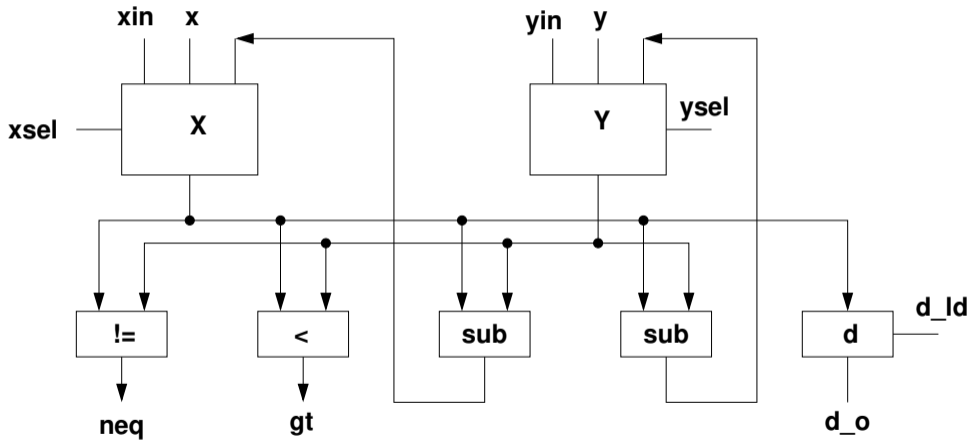 xin x
yin y
xsel
X
Y
ysel
!=
<
sub
sub
d
d_ld
neq
gt
d_o